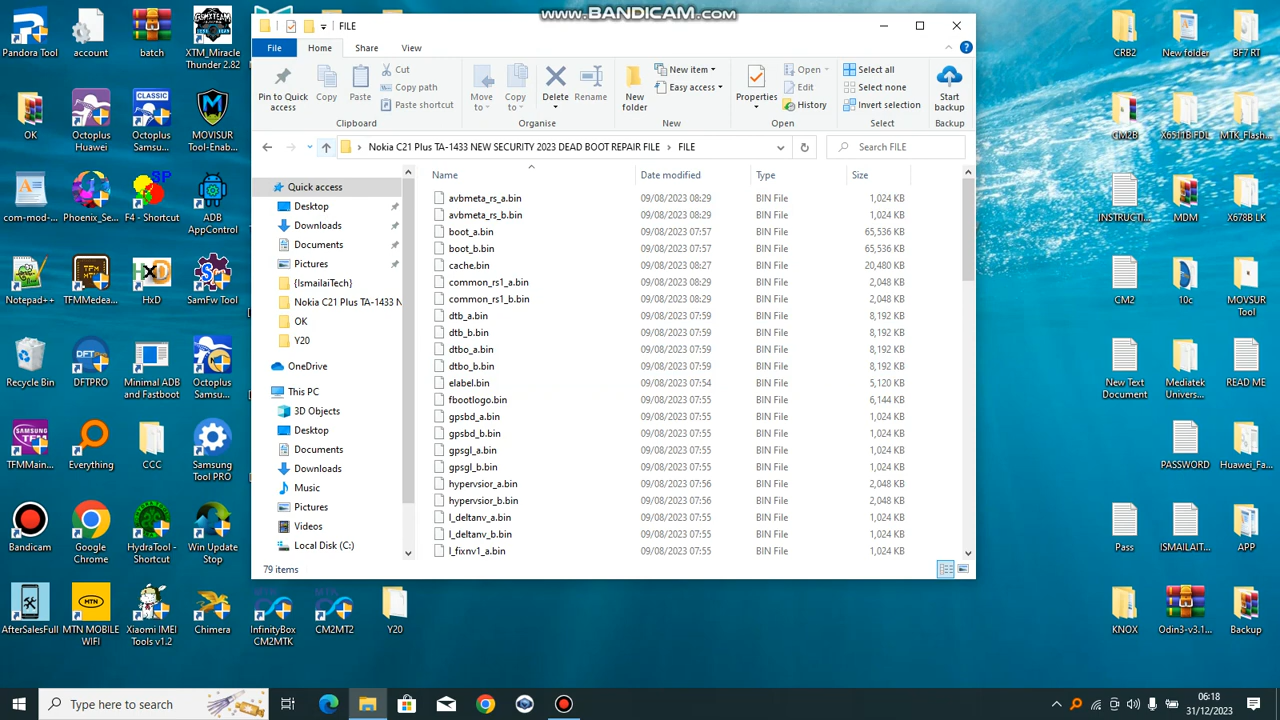 www.BANDICAM.com
FILE
File
Home
Share
View
Pin to Quick access
Copy
Paste
Cut
Copy path
Paste shortcut
Clipboard
Move to
Copy to
Delete
Rename
Organise
New folder
New item
Easy access
New
Properties
Open
Edit
History
Open
Select all
Select none
Invert selection
Select
Start backup
Backup
Nokia C21 Plus TA-1433 NEW SECURITY 2023 DEAD BOOT REPAIR FILE
FILE
Search FILE
Quick access
Desktop
Downloads
Documents
Pictures
{IsmailaiTech}
Nokia C21 Plus TA-1433 N
OK
Y20
OneDrive
This PC
3D Objects
Desktop
Documents
Downloads
Music
Pictures
Videos
Local Disk (C:)
Name Date modified Type Size
avbmeta_rs_a.bin 09/08/2023 08:29 BIN File 1,024 KB
avbmeta_rs_b.bin 09/08/2023 08:29 BIN File 1,024 KB
boot_a.bin 09/08/2023 07:57 BIN File 65,536 KB
boot_b.bin 09/08/2023 07:57 BIN File 65,536 KB
cache.bin 09/08/2023 08:27 BIN File 20,480 KB
common_rs1_a.bin 09/08/2023 08:29 BIN File 2,048 KB
common_rs1_b.bin 09/08/2023 08:29 BIN File 2,048 KB
dtb_a.bin 09/08/2023 07:59 BIN File 8,192 KB
dtb_b.bin 09/08/2023 07:59 BIN File 8,192 KB
dtbo_a.bin 09/08/2023 07:59 BIN File 8,192 KB
dtbo_b.bin 09/08/2023 07:59 BIN File 8,192 KB
elabel.bin 09/08/2023 07:54 BIN File 5,120 KB
fbootlogo.bin 09/08/2023 07:55 BIN File 6,144 KB
gpsbd_a.bin 09/08/2023 07:55 BIN File 1,024 KB
gpsbd_b.bin 09/08/2023 07:55 BIN File 1,024 KB
gpsgl_a.bin 09/08/2023 07:55 BIN File 1,024 KB
gpsgl_b.bin 09/08/2023 07:55 BIN File 1,024 KB
hypervsior_a.bin 09/08/2023 07:56 BIN File 2,048 KB
hypervsior_b.bin 09/08/2023 07:56 BIN File 2,048 KB
l_deltanv_a.bin 09/08/2023 07:55 BIN File 1,024 KB
l_deltanv_b.bin 09/08/2023 07:55 BIN File 1,024 KB
l_fixnv1_a.bin 09/08/2023 07:55 BIN File 1,024 KB
79 items
Pandora Tool
account
batch
XTM_Miracle Thunder 2.82
OK
Octoplus Huawei
Octoplus Samsu...
MOVISUR Tool-Enab...
com-mod-...
Phoenix_Se...
F4 - Shortcut
ADB AppControl
Notepad++
TFMMedea...
HxD
SamFw Tool
Recycle Bin
DFTPRO
Minimal ADB and Fastboot
Octoplus Samsu...
TFMMain...
Everything
CCC
Samsung Tool PRO
Bandicam
Google Chrome
HydraTool - Shortcut
Win Update Stop
AfterSalesFull
MTN MOBILE WIFI
Xiaomi IMEI Tools v1.2
Chimera
InfinityBox CM2MTK
CM2MT2
Y20
CRB2
New folder
BF7 RT
CM2B
X6511BIFDL
MTK_Flash...
INSTRUCTI...
MDM
X678B LK
CM2
10c
MOVSUR Tool
New Text Document
Mediatek Univers...
READ ME
PASSWORD
Huawei_Fa...
Pass
ISMAILAIT...
APP
KNOX
Odin3-v3.1...
Backup
Type here to search
06:18
31/12/2023